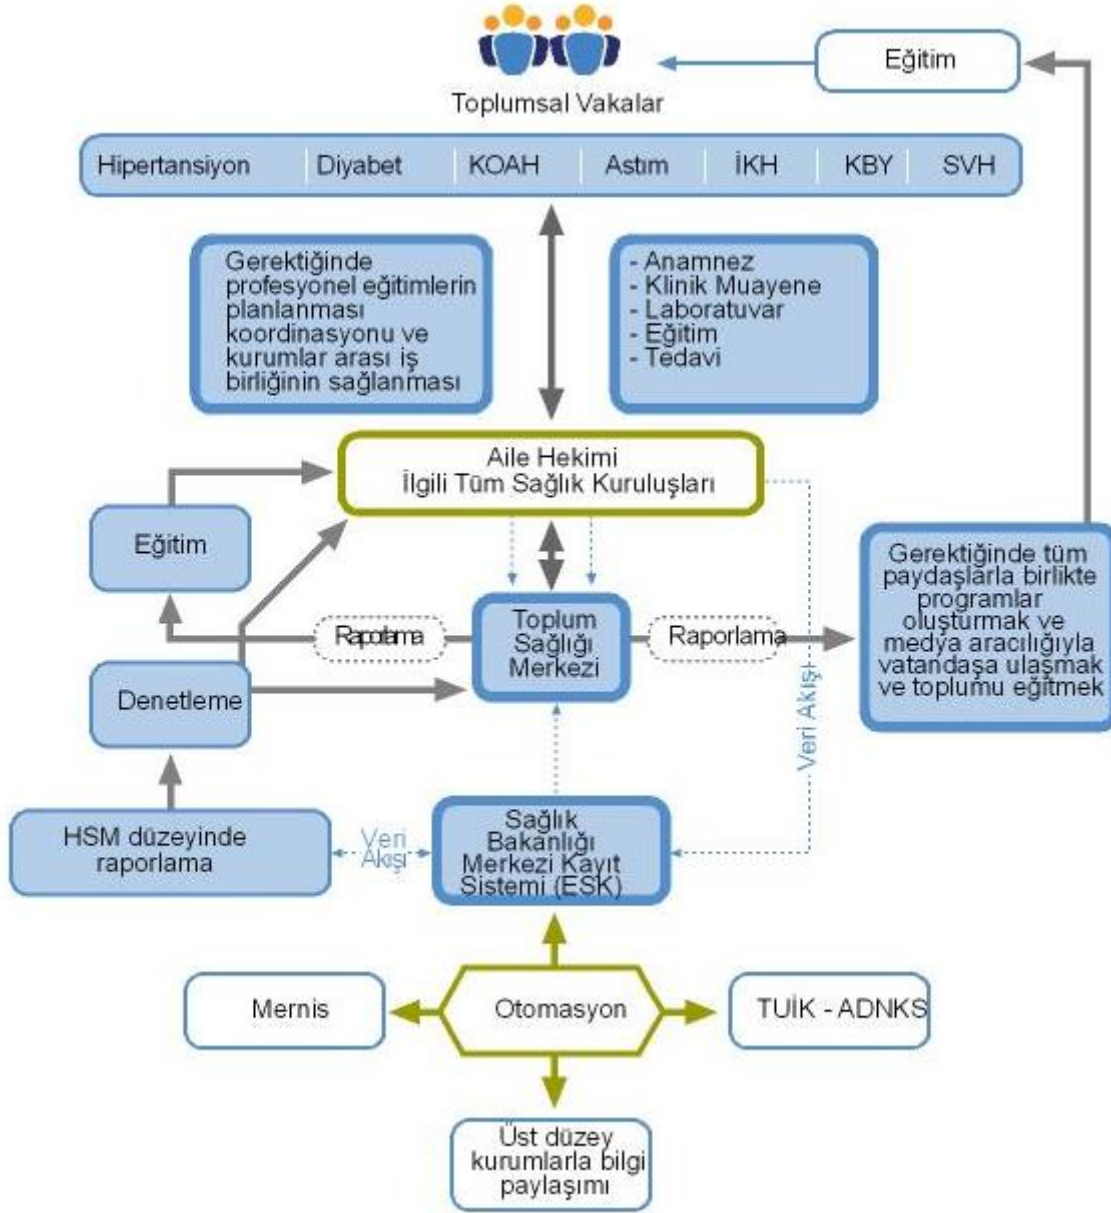 Eğitim
Toplumsal Vakalar
Hipertansiyon Diyabet KOAH Astım İKH KBY SVH
Gerektiğinde
profesyonel eğitimlerin
planlanması
koordinasyonu ve
kurumlar arası iş
birliğinin sağlanması
- Anamnez
- Klinik Muayene
- Laboratuvar
- Eğitim
- Tedavi
Aile Hekimi
İlgili Tüm Sağlık Kuruluşları
Eğitim
Gerektiğinde tüm
paydaşlarla birlikte
programlar
oluşturmak ve
medya aracılığıyla
vatandaşa ulaşmak
ve toplumu eğitmek
Raporlama
Toplum
Sağlığı
Merkezi
Raporlama
Denetleme
Veri Akışı
HSM düzeyinde
raporlama
Veri
Akışı
Sağlık
Bakanlığı
Merkezi Kayıt
Sistemi (ESK)
Mernis
Otomasyon
TUİK - ADNKS
Üst düzey
kurumlarla bilgi
paylaşımı